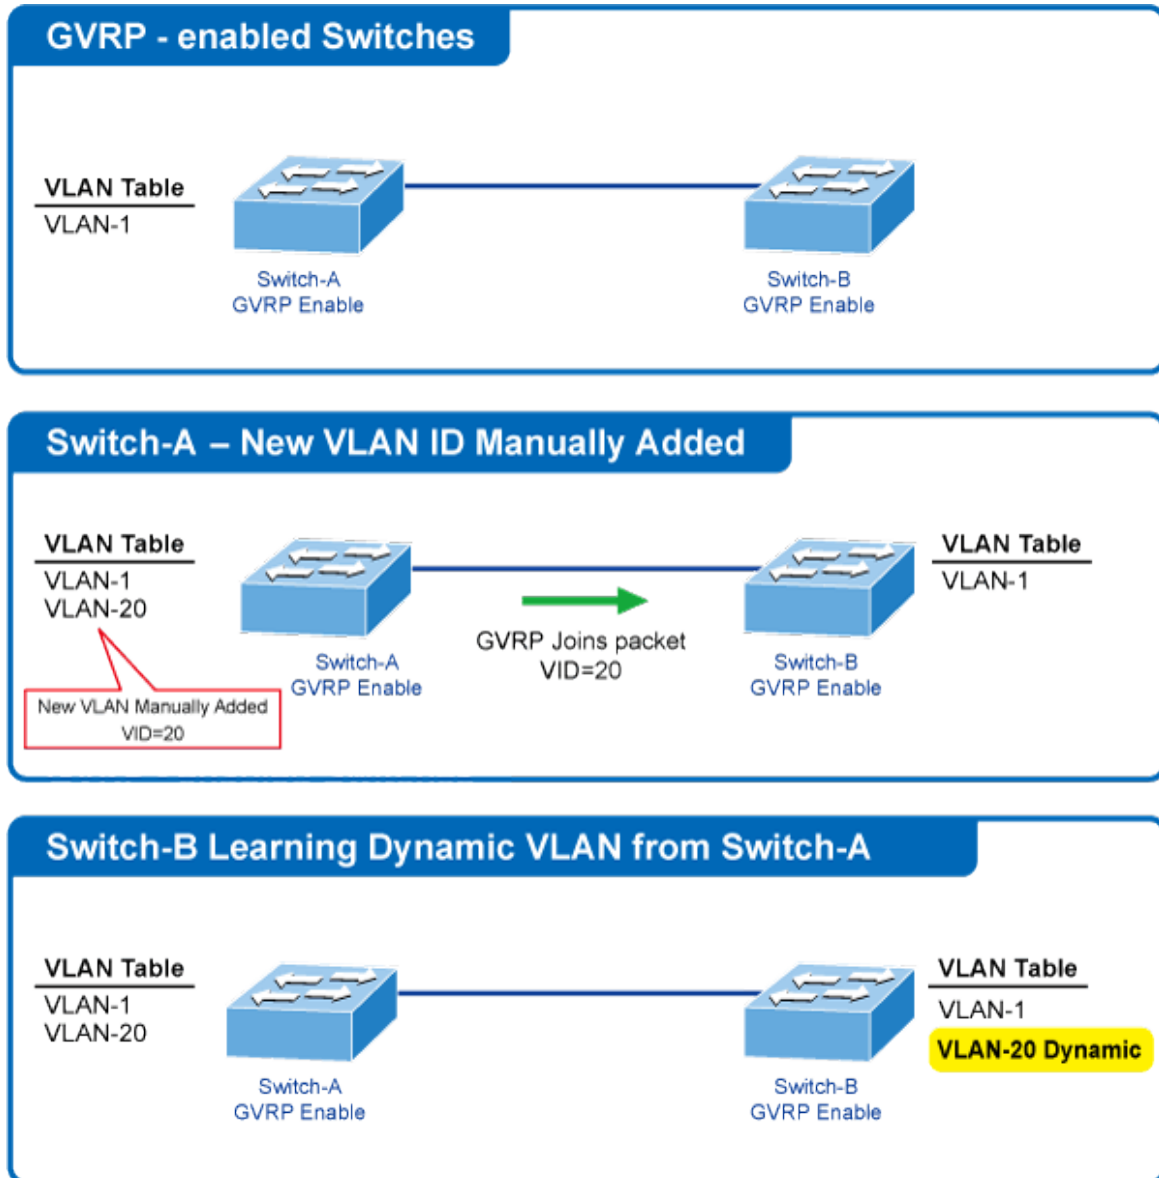 GVRP - enabled Switches
VLAN Table
VLAN-1
Switch-A
GVRP Enable
Switch-B
GVRP Enable
Switch-A – New VLAN ID Manually Added
VLAN Table
VLAN-1
VLAN-20
New VLAN Manually Added
VID=20
Switch-A
GVRP Enable
GVRP Joins packet
VID=20
Switch-B
GVRP Enable
VLAN Table
VLAN-1
Switch-B Learning Dynamic VLAN from Switch-A
VLAN Table
VLAN-1
VLAN-20
Switch-A
GVRP Enable
Switch-B
GVRP Enable
VLAN Table
VLAN-1
VLAN-20 Dynamic